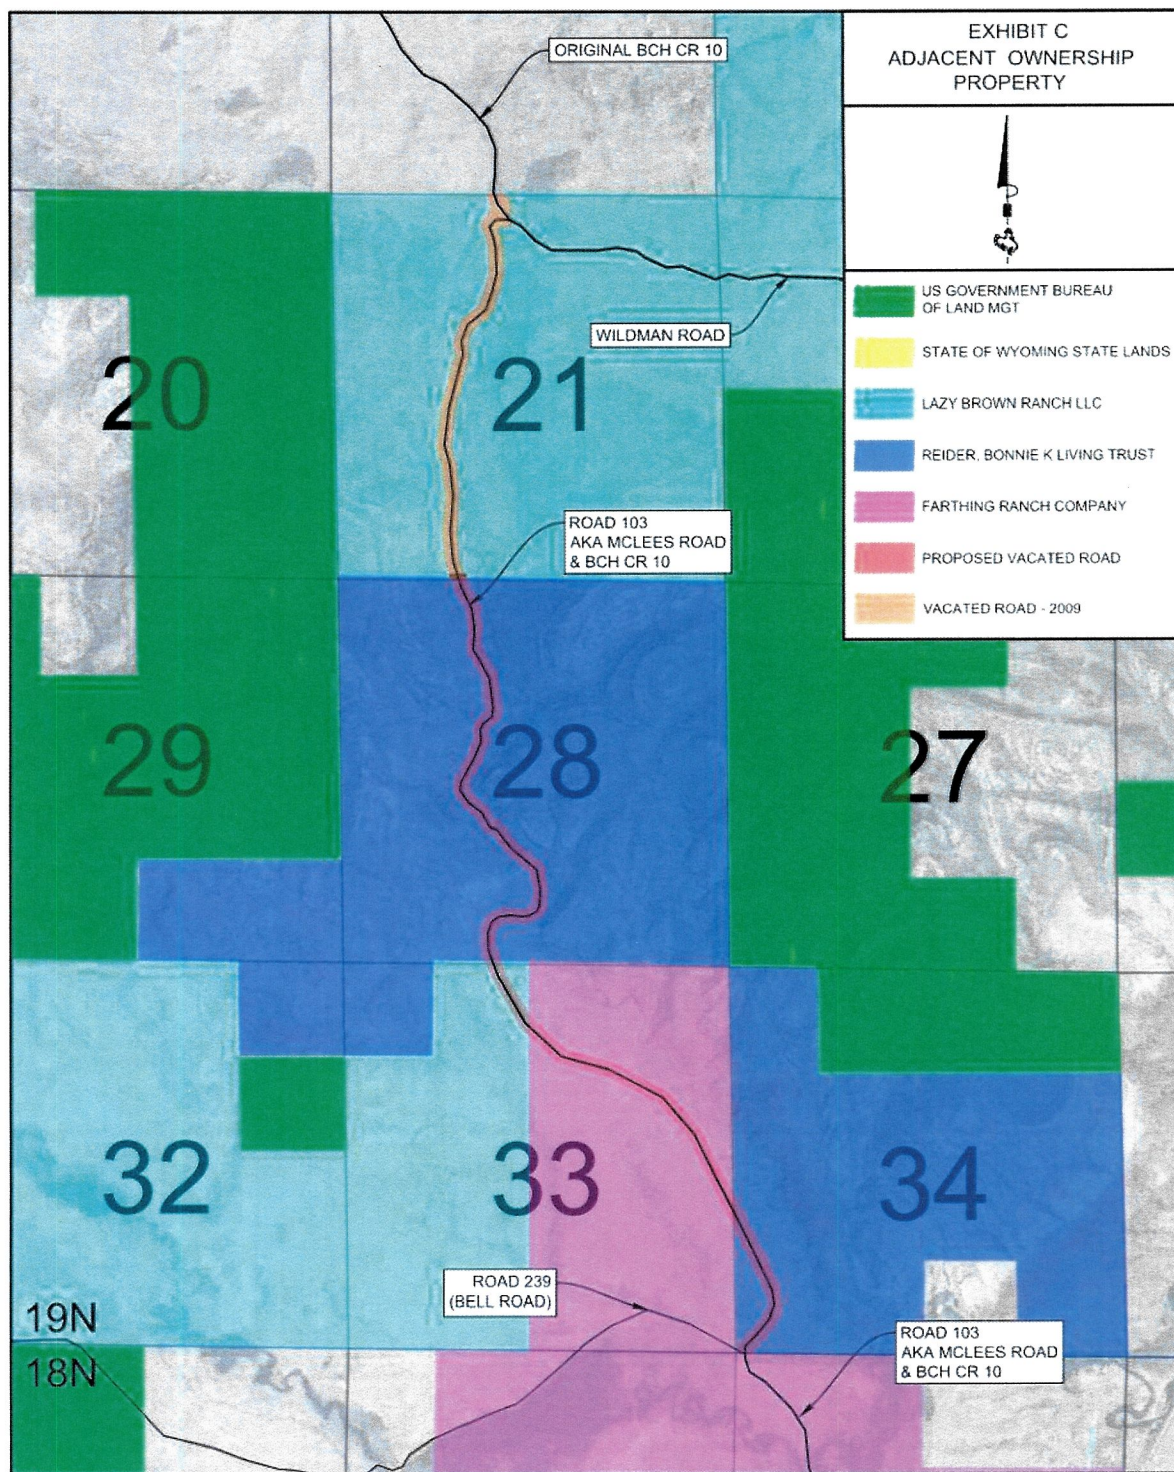 EXHIBIT C
ADJACENT OWNERSHIP
PROPERTY
ORIGINAL BCH CR 10
US GOVERNMENT BUREAU
OF LAND MGT
STATE OF WYOMING STATE LANDS
LAZY BROWN RANCH LLC
REIDER, BONNIE K LIVING TRUST
FARTHING RANCH COMPANY
PROPOSED VACATED ROAD
VACATED ROAD - 2009
WILDMAN ROAD
20
21
ROAD 103
AKA MCLEES ROAD
& BCH CR 10
29
28
27
32
33
34
ROAD 239
(BELL ROAD)
19N
18N
ROAD 103
AKA MCLEES ROAD
& BCH CR 10